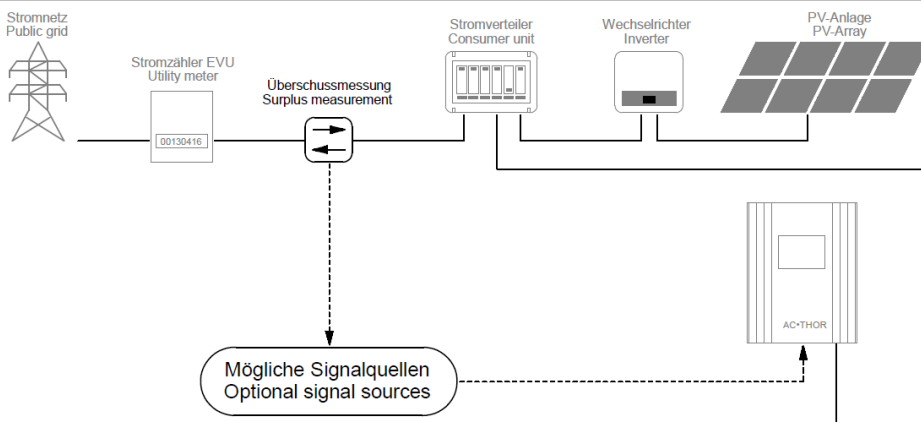 Stromnetz
Public grid
Stromzähler EVU
Utility meter
00130416
Überschussmessung
Surplus measurement
Stromverteiler
Consumer unit
Wechselrichter
Inverter
PV-Anlage
PV-Array
AC•THOR
Mögliche Signalquellen
Optional signal sources